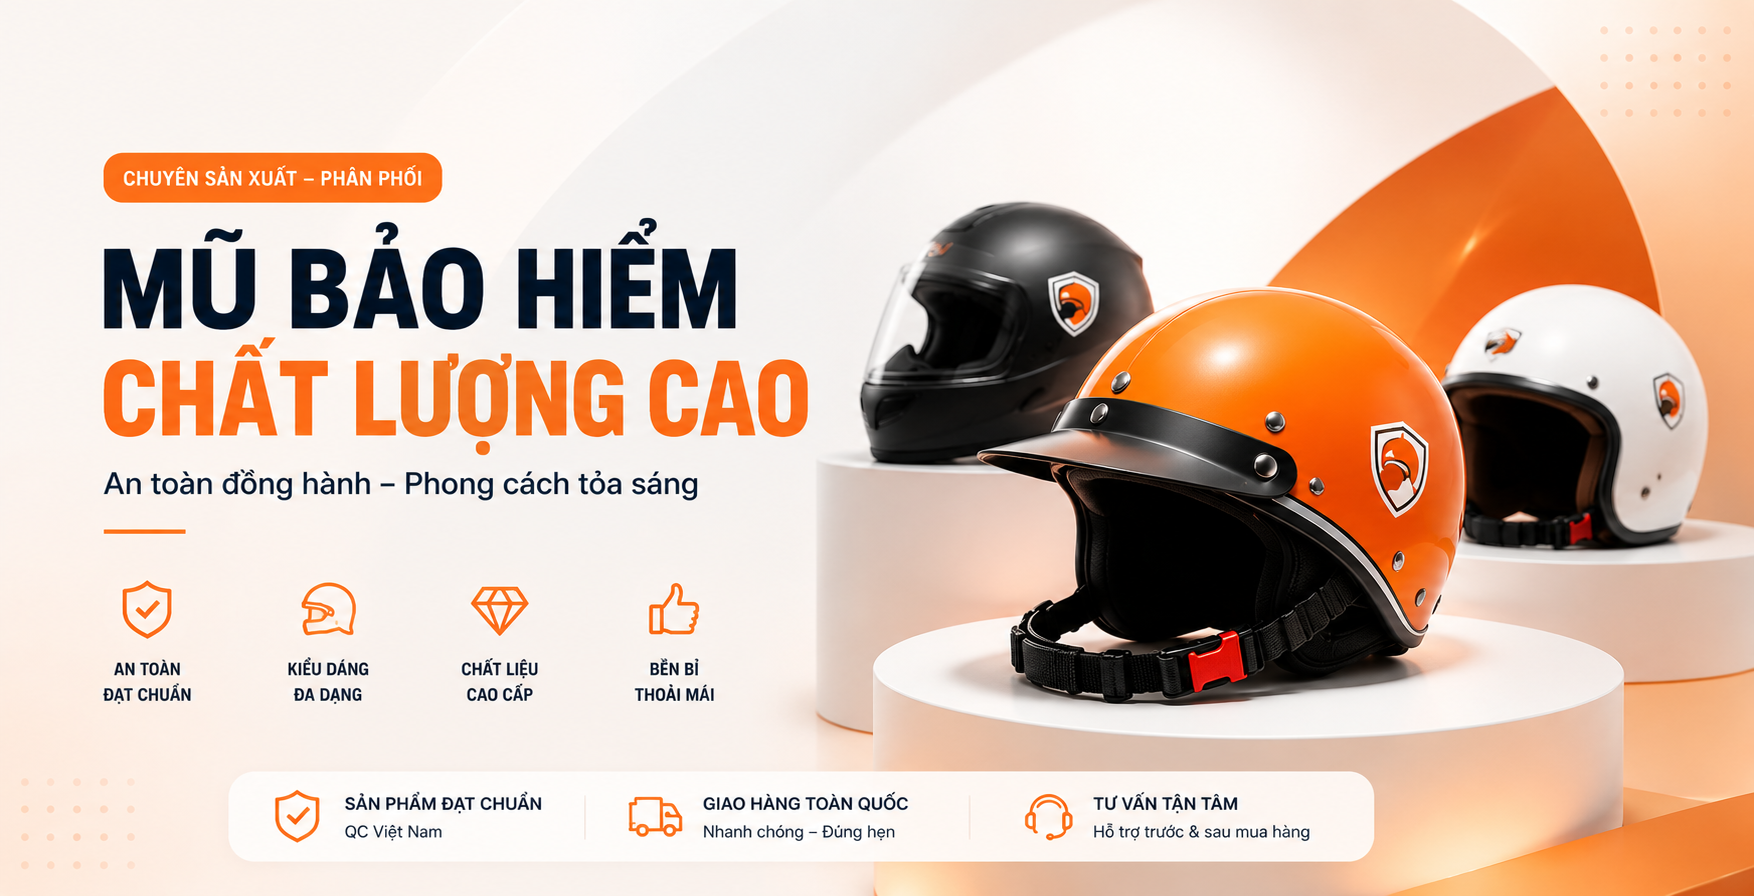 CHUYÊN SẢN XUẤT – PHÂN PHỐI
MŨ BẢO HIỂM
CHẤT LƯỢNG CAO
An toàn đồng hành – Phong cách tỏa sáng
AN TOÀN
ĐẠT CHUẨN
KIỂU DÁNG
ĐA DẠNG
CHẤT LIỆU
CAO CẤP
BỀN BỈ
THOẢI MÁI
SẢN PHẨM ĐẠT CHUẨN
QC Việt Nam
GIAO HÀNG TOÀN QUỐC
Nhanh chóng – Đúng hẹn
TƯ VẤN TẬN TÂM
Hỗ trợ trước & sau mua hàng